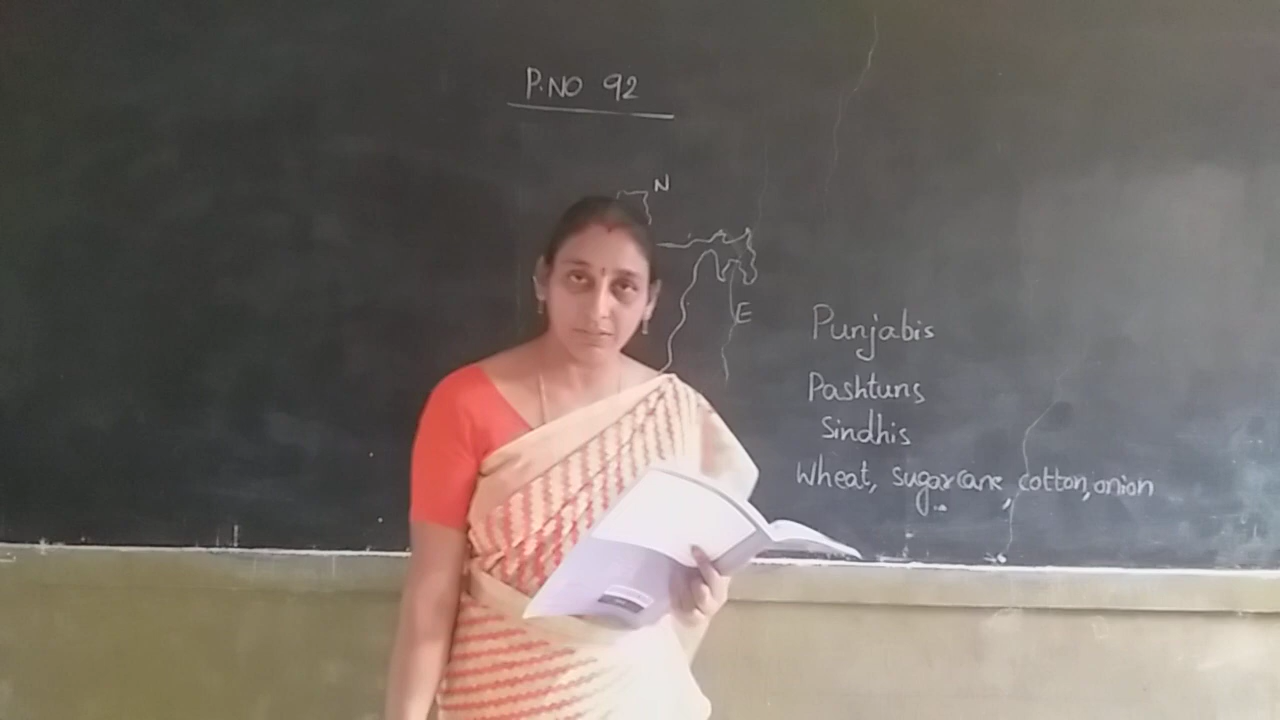 P.NO 92
N
E
Punjabis
Pashtuns
Sindhis
Wheat, sugarcane, cotton, onion